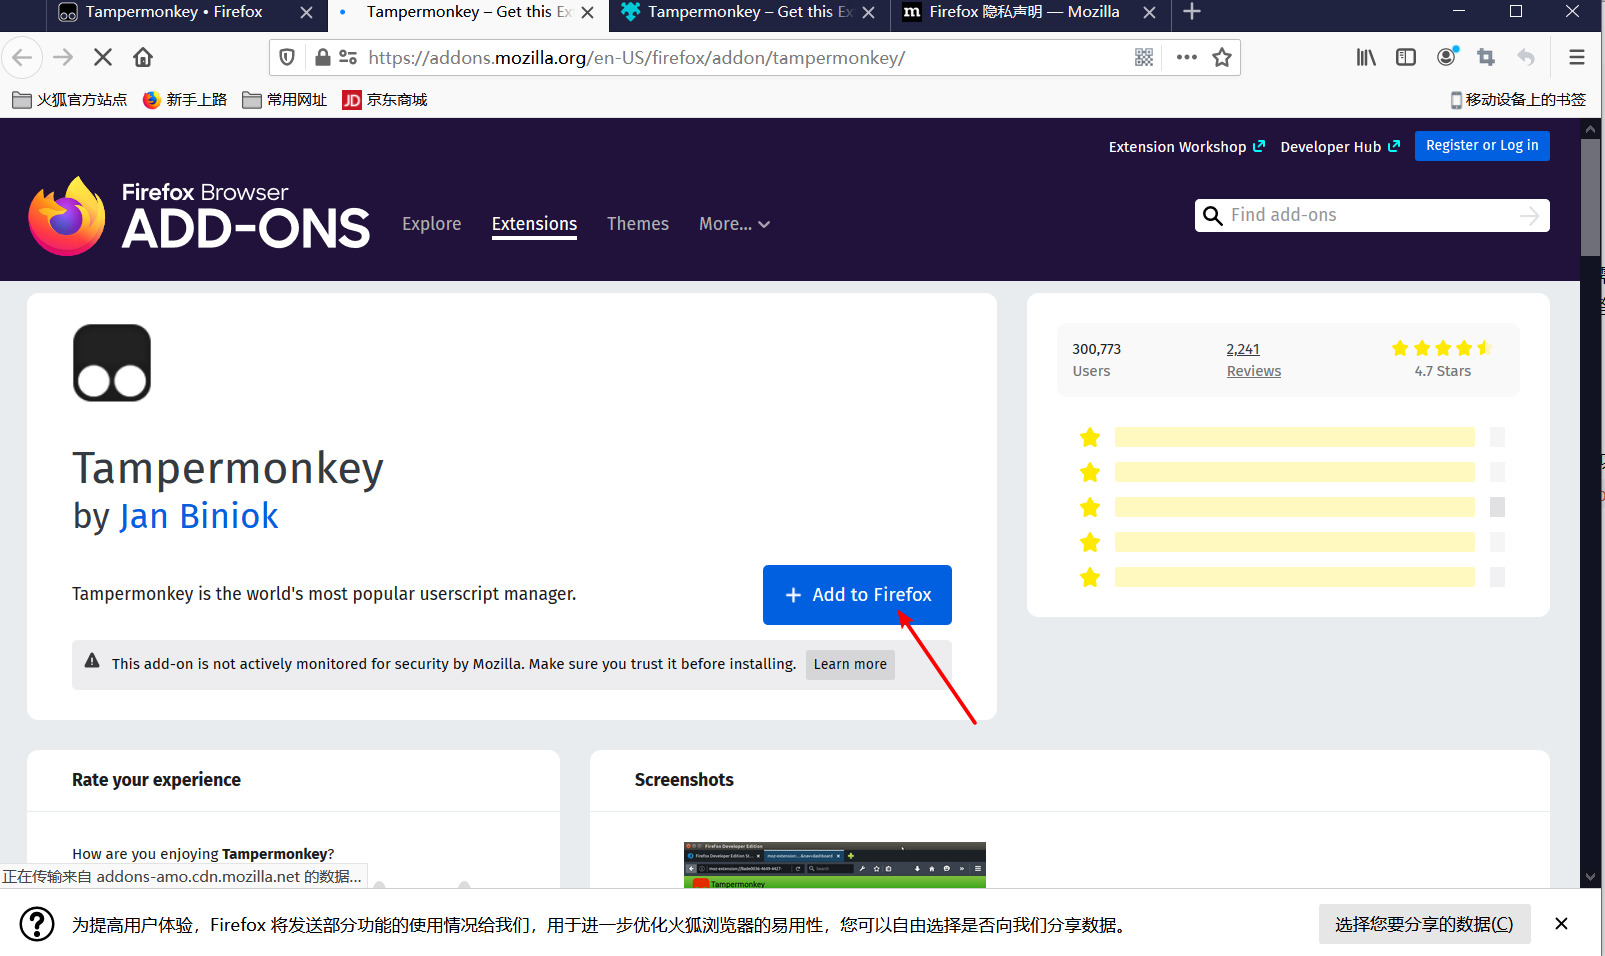 Tampermonkey • Firefox
Tampermonkey – Get this Ex
Tampermonkey – Get this Ex
m Firefox 隐私声明 — Mozilla
https://addons.mozilla.org/en-US/firefox/addon/tampermonkey/
火狐官方站点
新手上路
常用网址
JD 京东商城
移动设备上的书签
Extension Workshop
Developer Hub
Register or Log in
Firefox Browser
ADD-ONS
Explore
Extensions
Themes
More...
Find add-ons
Tampermonkey
by Jan Biniok
Tampermonkey is the world's most popular userscript manager.
+ Add to Firefox
This add-on is not actively monitored for security by Mozilla. Make sure you trust it before installing.
Learn more
300,773
Users
2,241
Reviews
4.7 Stars
Rate your experience
How are you enjoying Tampermonkey?
Screenshots
Firefox Developer Edition
Tampermonkey
正在传输来自 addons-amo.cdn.mozilla.net 的数据...
为提高用户体验，Firefox 将发送部分功能的使用情况给我们，用于进一步优化火狐浏览器的易用性，您可以自由选择是否向我们分享数据。
选择您要分享的数据(C)